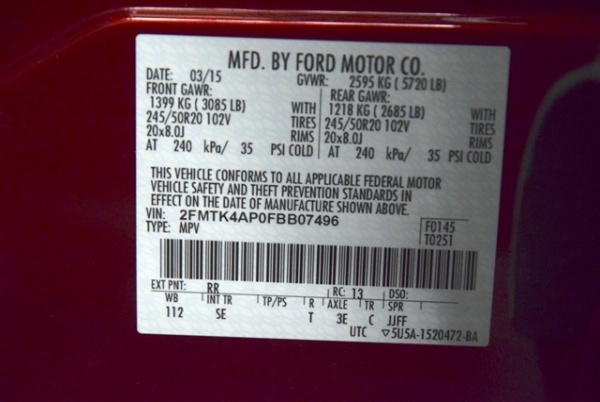 MFD. BY FORD MOTOR CO.
DATE: 03/15 GVWR: 2595 KG ( 5720 LB)
FRONT GAWR: REAR GAWR:
1399 KG ( 3085 LB) WITH 1218 KG ( 2685 LB) WITH
245/50R20 102V TIRES 245/50R20 102V TIRES
20x8.0J RIMS 20x8.0J RIMS
AT 240 kPa/ 35 PSI COLD AT 240 kPa/ 35 PSI COLD
THIS VEHICLE CONFORMS TO ALL APPLICABLE FEDERAL MOTOR
VEHICLE SAFETY AND THEFT PREVENTION STANDARDS IN
EFFECT ON THE DATE OF MANUFACTURE SHOWN ABOVE.
VIN: 2FMTK4AP0FBB07496 F0145
TYPE: MPV T0251
EXT PNT: RR RC: 13 DSO:
WB INT TR TP/PS R AXLE TR SPR
112 SE T 3E C JJFF
UTC ▽5U5A-1520472-BA